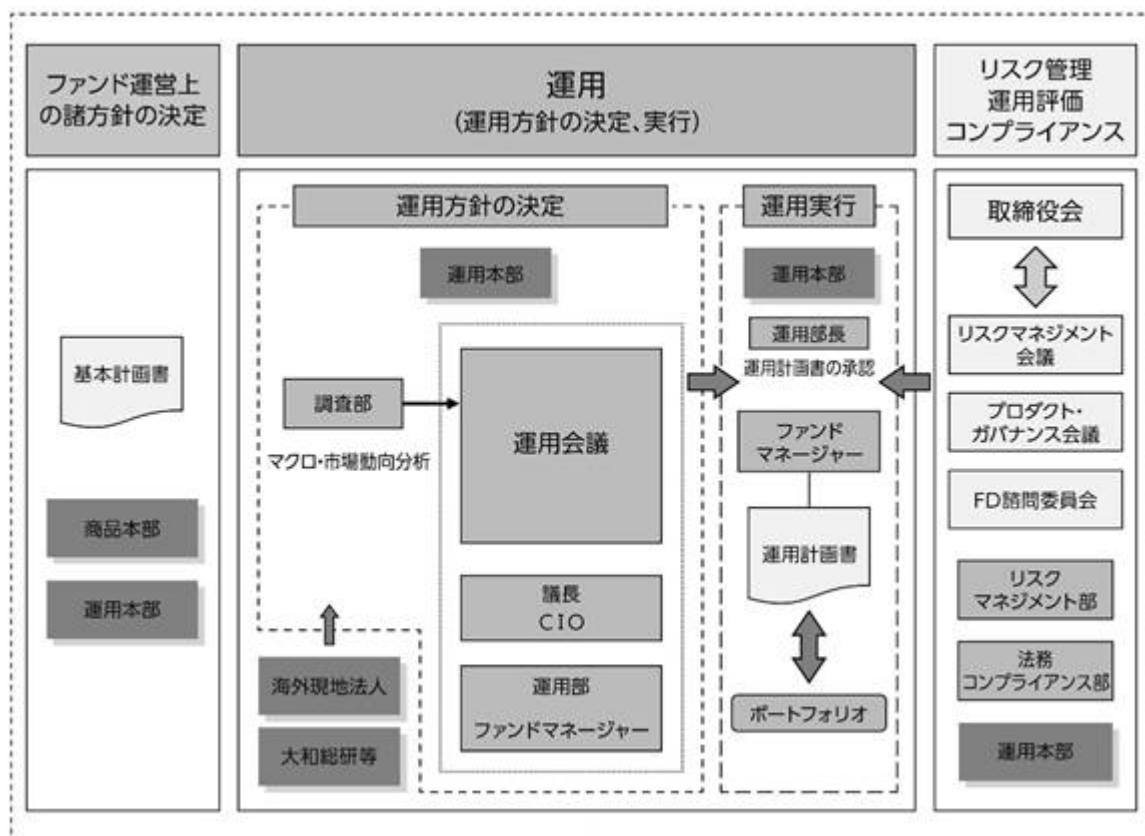 ファンド運営上
の諸方針の決定
基本計画書
商品本部
運用本部
運用
(運用方針の決定、実行)
運用方針の決定
運用本部
調査部
マクロ・市場動向分析
運用会議
議長
CIO
運用部
ファンドマネージャー
海外現地法人
大和総研等
運用実行
運用本部
運用部長
運用計画書の承認
ファンド
マネージャー
運用計画書
ポートフォリオ
リスク管理
運用評価
コンプライアンス
取締役会
リスクマネジメント
会議
プロダクト・
ガバナンス会議
FD諮問委員会
リスク
マネジメント部
法務
コンプライアンス部
運用本部